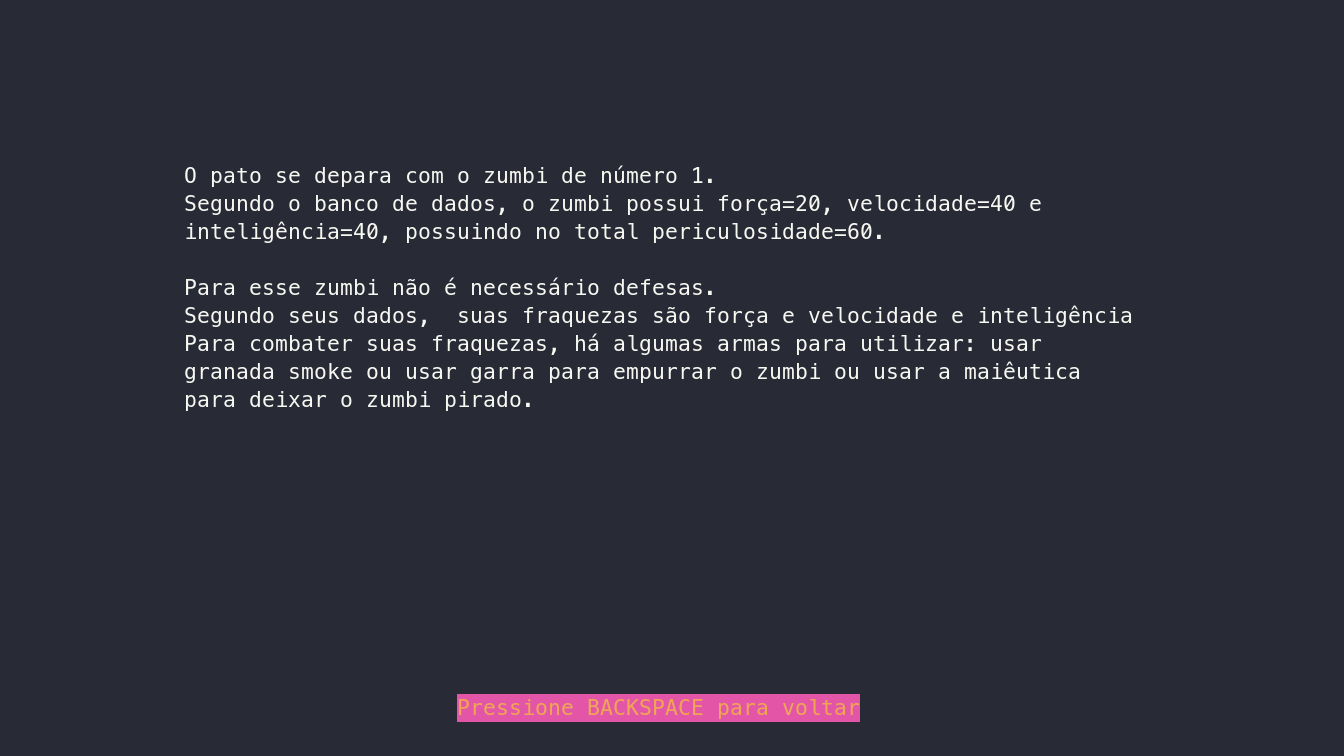 O pato se depara com o zumbi de número 1.
Segundo o banco de dados, o zumbi possui força=20, velocidade=40 e
inteligência=40, possuindo no total periculosidade=60.
Para esse zumbi não é necessário defesas.
Segundo seus dados,  suas fraquezas são força e velocidade e inteligência
Para combater suas fraquezas, há algumas armas para utilizar: usar
granada smoke ou usar garra para empurrar o zumbi ou usar a maiêutica
para deixar o zumbi pirado.
Pressione BACKSPACE para voltar